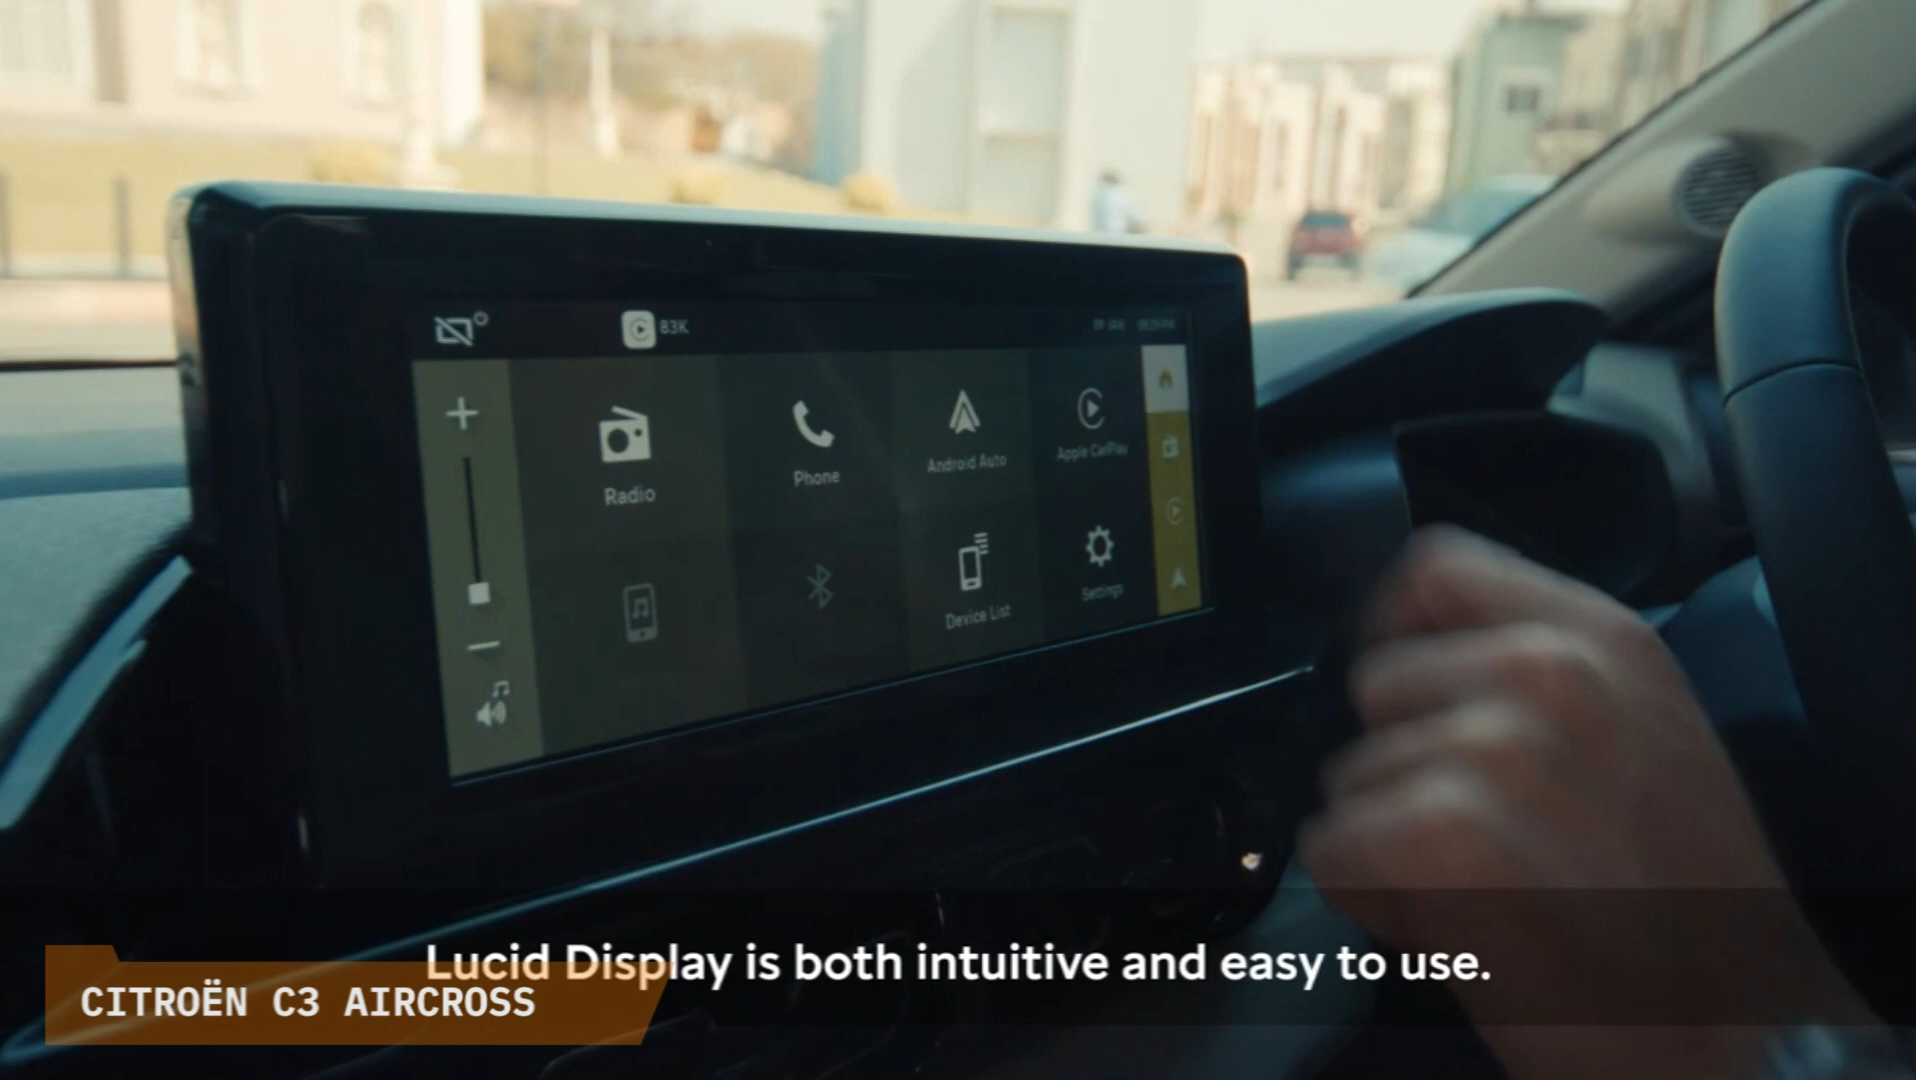 83K
Radio
Phone
Android Auto
Apple CarPlay
Device List
Settings
Lucid Display is both intuitive and easy to use.
CITROËN C3 AIRCROSS